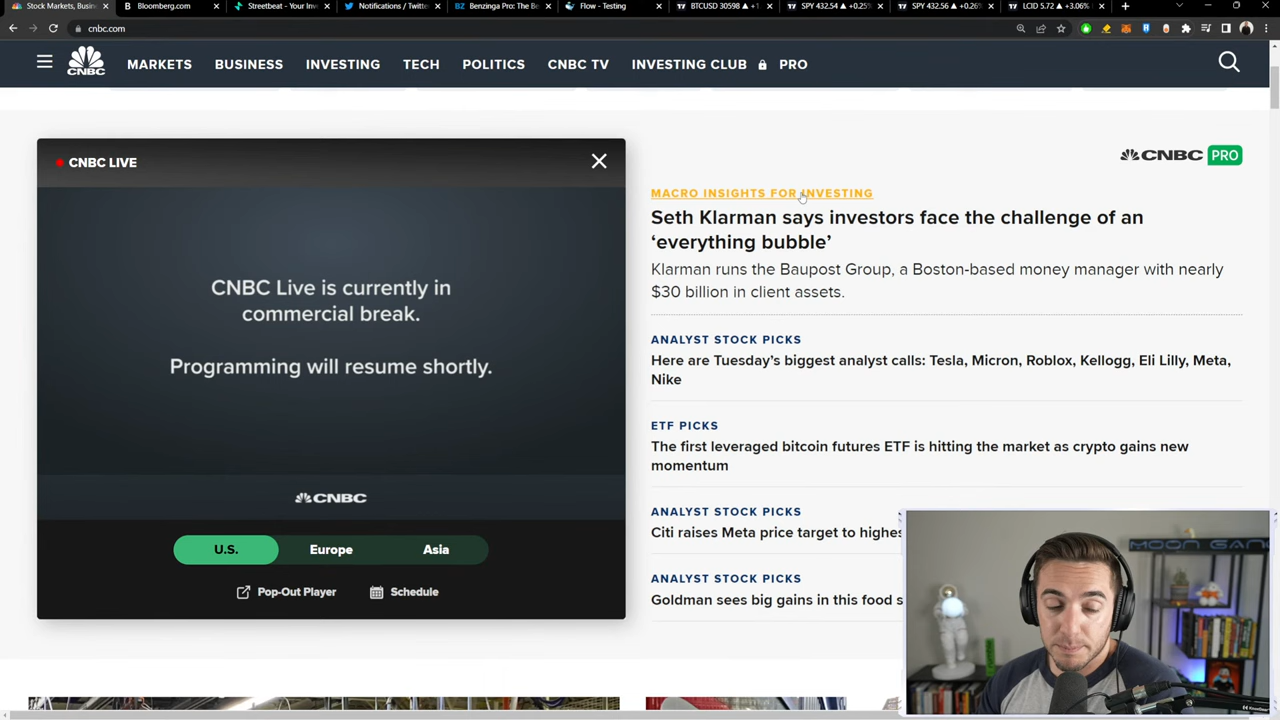 Stock Markets, Busin
Bloomberg.com
Streetbeat - Your Inve
Notifications / Twitte
Benzinga Pro: The Be
Flow - Testing
BTCUSD 30598 ▲ +1
SPY 432.54 ▲ +0.25%
SPY 432.56 ▲ +0.26%
LCID 5.72 ▲ +3.06%
cnbc.com
CNBC
MARKETS
BUSINESS
INVESTING
TECH
POLITICS
CNBC TV
INVESTING CLUB
PRO
CNBC LIVE
CNBC Live is currently in
commercial break.
Programming will resume shortly.
CNBC
U.S.
Europe
Asia
Pop-Out Player
Schedule
CNBC PRO
MACRO INSIGHTS FOR INVESTING
Seth Klarman says investors face the challenge of an
‘everything bubble’
Klarman runs the Baupost Group, a Boston-based money manager with nearly
$30 billion in client assets.
ANALYST STOCK PICKS
Here are Tuesday’s biggest analyst calls: Tesla, Micron, Roblox, Kellogg, Eli Lilly, Meta,
Nike
ETF PICKS
The first leveraged bitcoin futures ETF is hitting the market as crypto gains new
momentum
ANALYST STOCK PICKS
Citi raises Meta price target to highes
ANALYST STOCK PICKS
Goldman sees big gains in this food s
MOON GANG